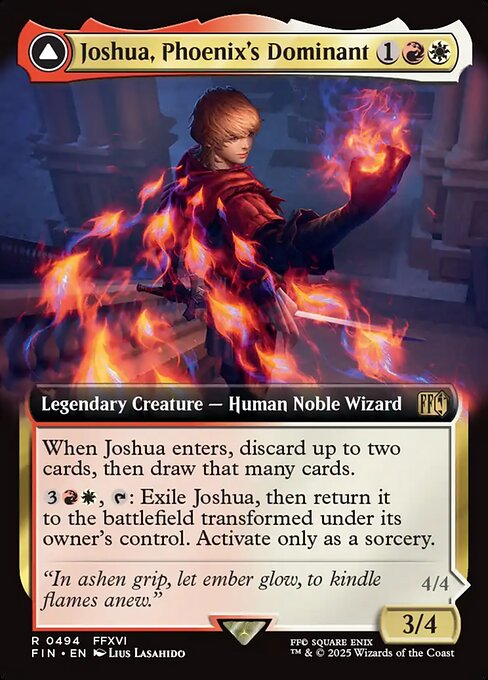 Joshua, Phoenix's Dominant 1
Legendary Creature — Human Noble Wizard
When Joshua enters, discard up to two
cards, then draw that many cards.
3, : Exile Joshua, then return it
to the battlefield transformed under its
owner's control. Activate only as a sorcery.
"In ashen grip, let ember glow, to kindle
flames anew."
4/4
3/4
R 0494 FFXVI
FIN • EN Lius Lasahido
FF© SQUARE ENIX
™ & © 2025 Wizards of the Coast